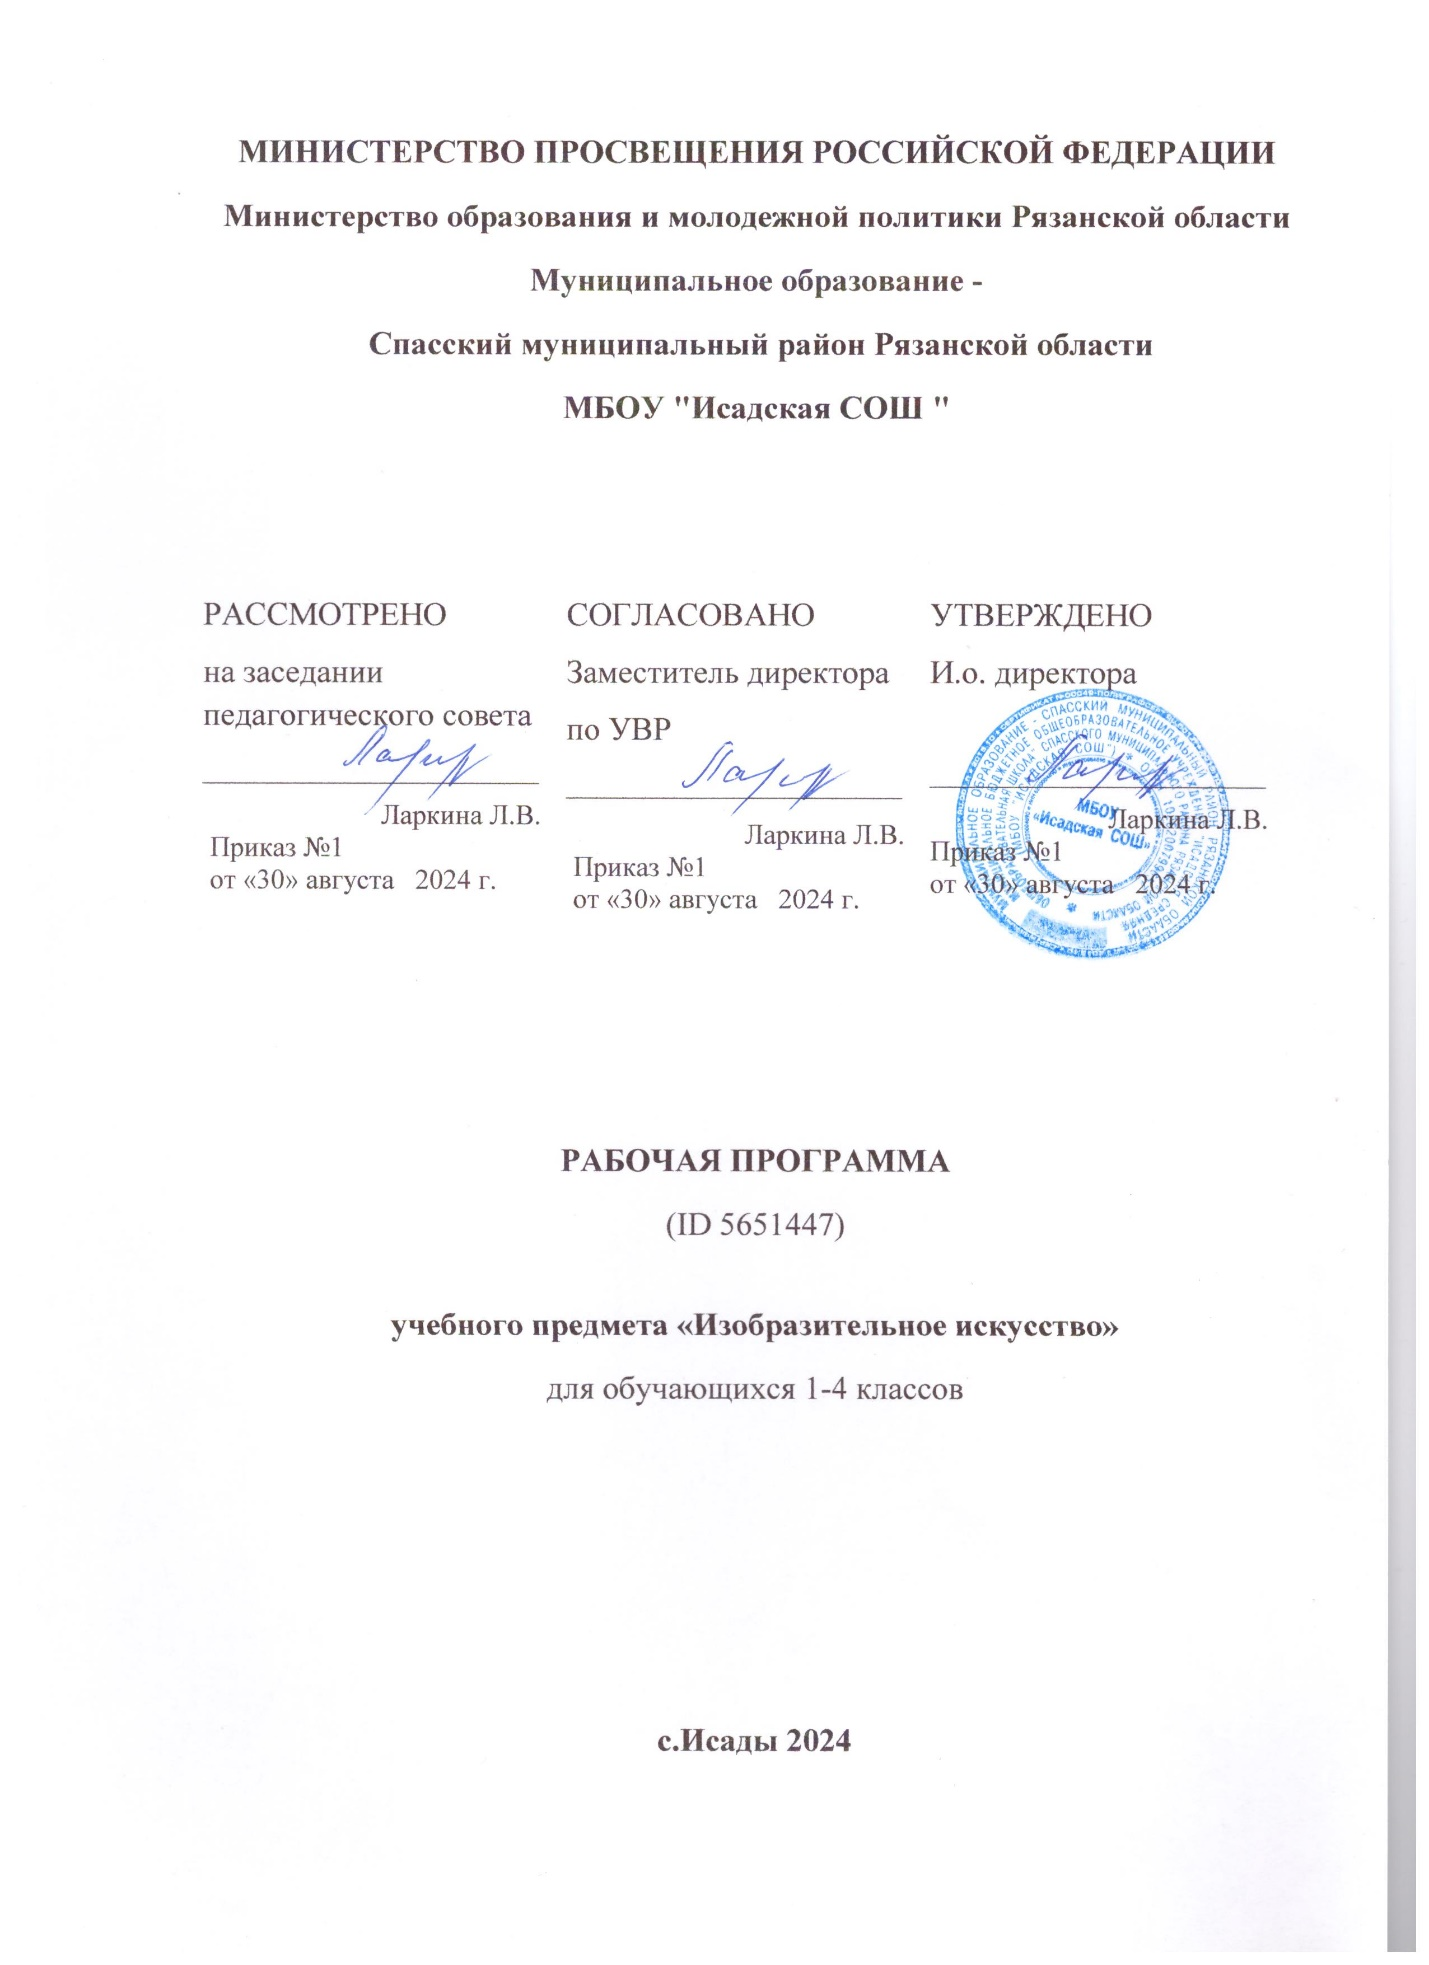 МИНИСТЕРСТВО ПРОСВЕЩЕНИЯ РОССИЙСКОЙ ФЕДЕРАЦИИ
Министерство образования и молодежной политики Рязанской области
Муниципальное образование -
Спасский муниципальный район Рязанской области
МБОУ "Исадская СОШ "
РАССМОТРЕНО
на заседании
педагогического совета
Ларкина Л.В.
Приказ №1
от «30» августа 2024 г.
СОГЛАСОВАНО
Заместитель директора
по УВР
Ларкина Л.В.
Приказ №1
от «30» августа 2024 г.
УТВЕРЖДЕНО
И.о. директора
Ларкина Л.В.
Приказ №1
от «30» августа 2024 г.
МБОУ
«Исадская СОШ»
РАБОЧАЯ ПРОГРАММА
(ID 5651447)
учебного предмета «Изобразительное искусство»
для обучающихся 1-4 классов
с.Исады 2024